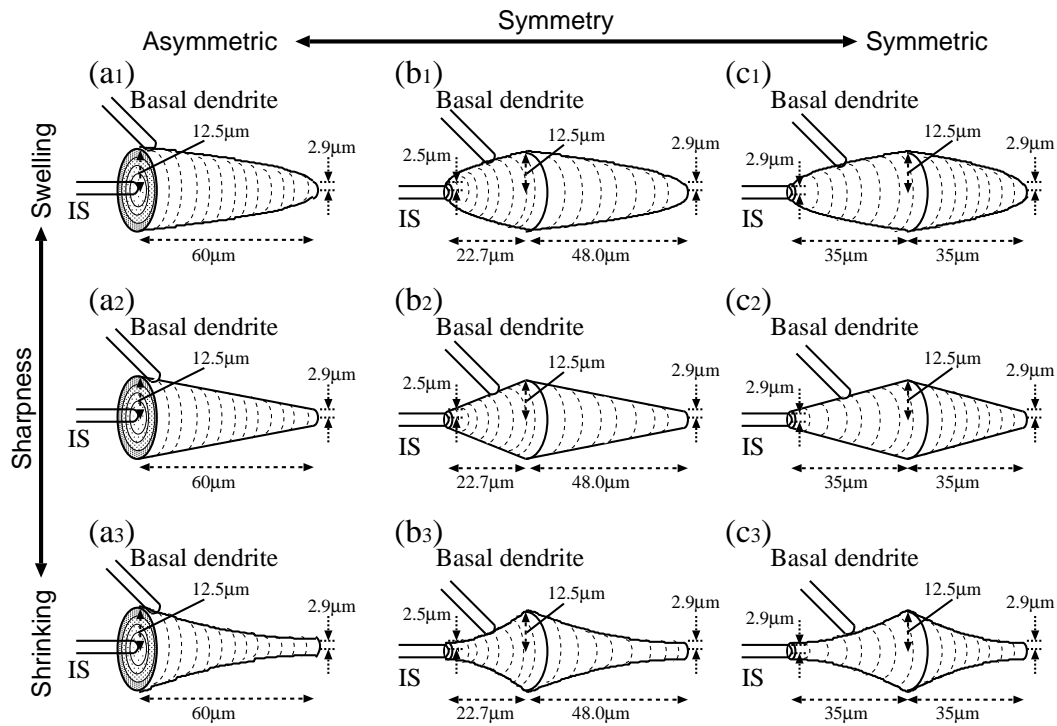 Symmetry
Asymmetric
Symmetric
Sharpness
Swelling
Shrinking
(a1)
Basal dendrite
12.5μm
2.9μm
IS
60μm
(b1)
Basal dendrite
12.5μm
2.5μm
2.9μm
IS
22.7μm
48.0μm
(c1)
Basal dendrite
12.5μm
2.9μm
2.9μm
IS
35μm
35μm
(a2)
Basal dendrite
12.5μm
2.9μm
IS
60μm
(b2)
Basal dendrite
12.5μm
2.5μm
2.9μm
IS
22.7μm
48.0μm
(c2)
Basal dendrite
12.5μm
2.9μm
2.9μm
IS
35μm
35μm
(a3)
Basal dendrite
12.5μm
2.9μm
IS
60μm
(b3)
Basal dendrite
12.5μm
2.5μm
2.9μm
IS
22.7μm
48.0μm
(c3)
Basal dendrite
12.5μm
2.9μm
2.9μm
IS
35μm
35μm